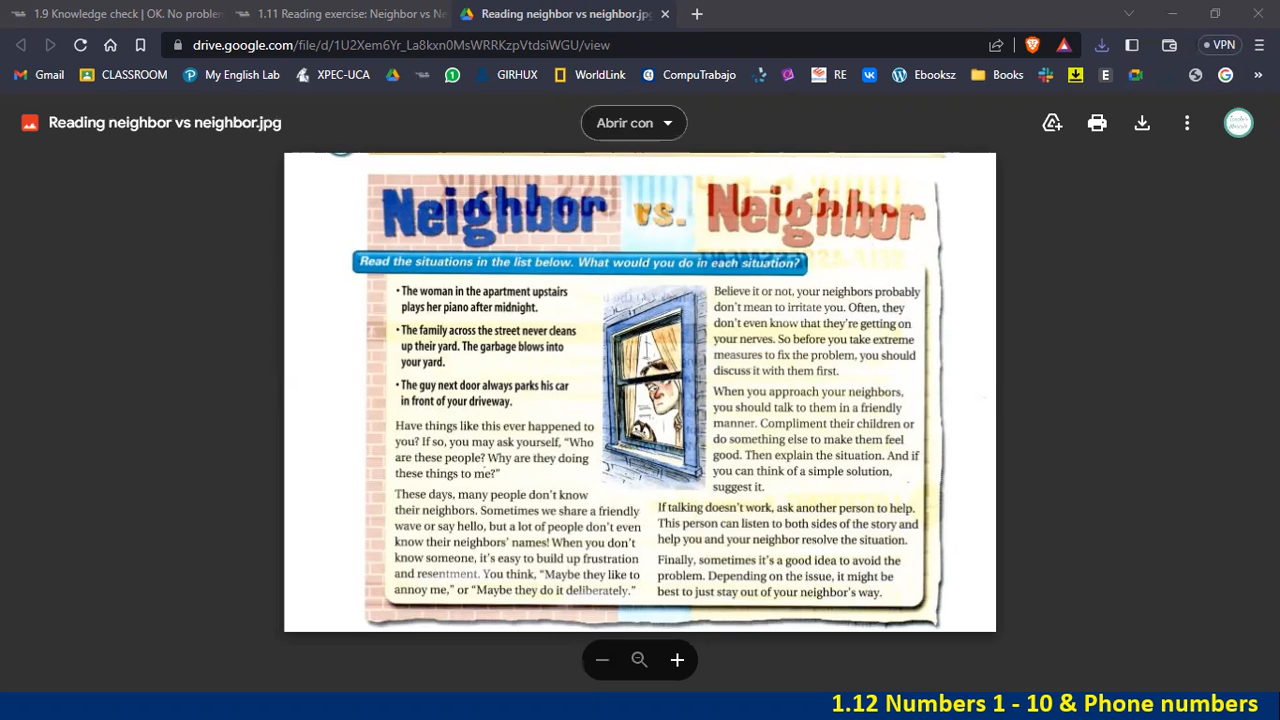 1.9 Knowledge check | OK. No problem
1.11 Reading exercise: Neighbor vs Ne
Reading neighbor vs neighbor.jpg
drive.google.com/file/d/1U2Xem6Yr_La8kxn0MsWRRKzpVtdsiWGU/view
VPN
Gmail
CLASSROOM
My English Lab
XPEC-UCA
GIRHUX
WorldLink
CompuTrabajo
RE
WordPress
Ebooksz
Books
Reading neighbor vs neighbor.jpg
Abrir con
Neighbor vs. Neighbor
Read the situations in the list below. What would you do in each situation?
• The woman in the apartment upstairs
plays her piano after midnight.
• The family across the street never cleans
up their yard. The garbage blows into
your yard.
• The guy next door always parks his car
in front of your driveway.
Have things like this ever happened to
you? If so, you may ask yourself, “Who
are these people? Why are they doing
these things to me?”
These days, many people don’t know
their neighbors. Sometimes we share a friendly
wave or say hello, but a lot of people don’t even
know their neighbors’ names! When you don’t
know someone, it’s easy to build up frustration
and resentment. You think, “Maybe they like to
annoy me,” or “Maybe they do it deliberately.”
Believe it or not, your neighbors probably
don’t mean to irritate you. Often, they
don’t even know that they’re getting on
your nerves. So before you take extreme
measures to fix the problem, you should
discuss it with them first.
When you approach your neighbors,
you should talk to them in a friendly
manner. Compliment their children or
do something else to make them feel
good. Then explain the situation. And if
you can think of a simple solution,
suggest it.
If talking doesn’t work, ask another person to help.
This person can listen to both sides of the story and
help you and your neighbor resolve the situation.
Finally, sometimes it’s a good idea to avoid the
problem. Depending on the issue, it might be
best to just stay out of your neighbor’s way.
1.12 Numbers 1 - 10 & Phone numbers